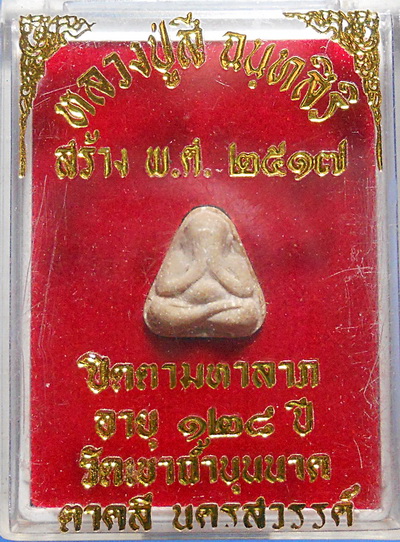 หลวงปู่สี ฉนฺทสิริ
สร้าง พ.ศ. ๒๕๑๗
ปิดตามหาลาภ
อายุ ๑๒๘ ปี
วัดเขาถ้ำบุนนาค
ตาคลี นครสวรรค์